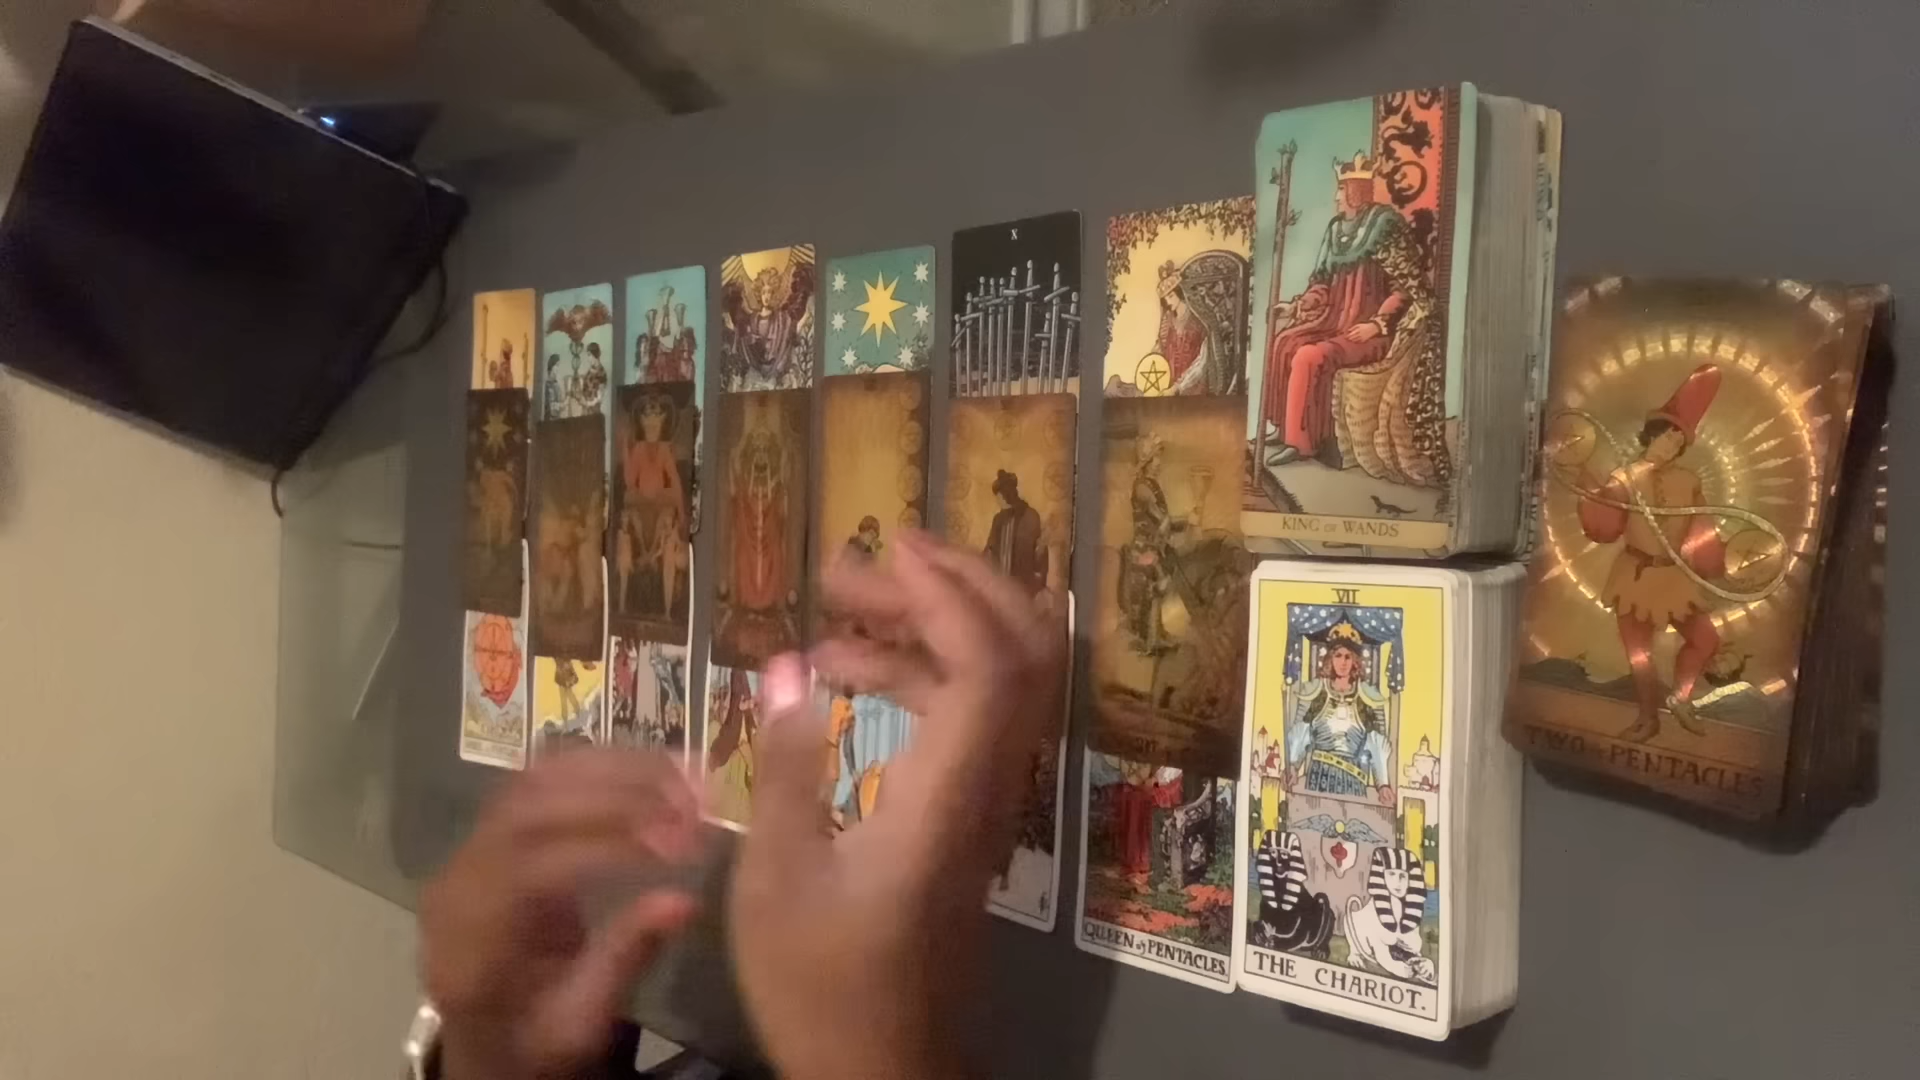 X
KING OF WANDS
VII
THE CHARIOT.
TWO of PENTACLES
QUEEN of PENTACLES.